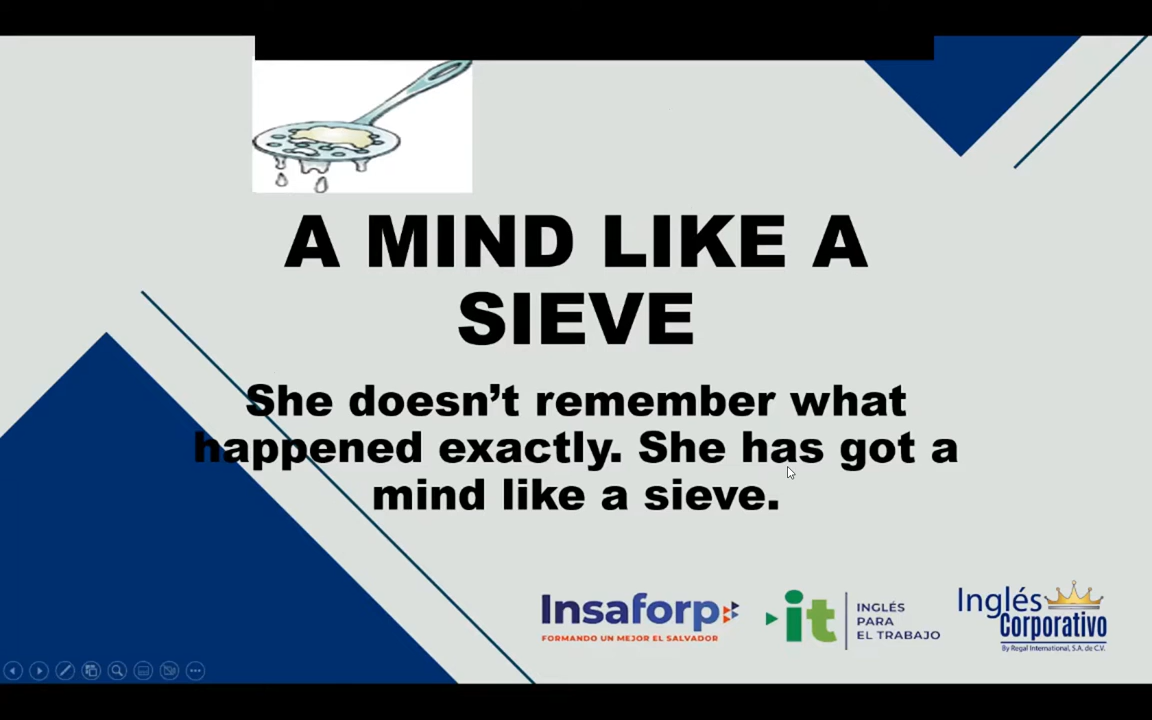 A MIND LIKE A
SIEVE
She doesn’t remember what
happened exactly. She has got a
mind like a sieve.
Insaforp
FORMANDO UN MEJOR EL SALVADOR
it
INGLÉS
PARA
EL TRABAJO
Inglés
Corporativo
By Regal International, S.A. de C.V.